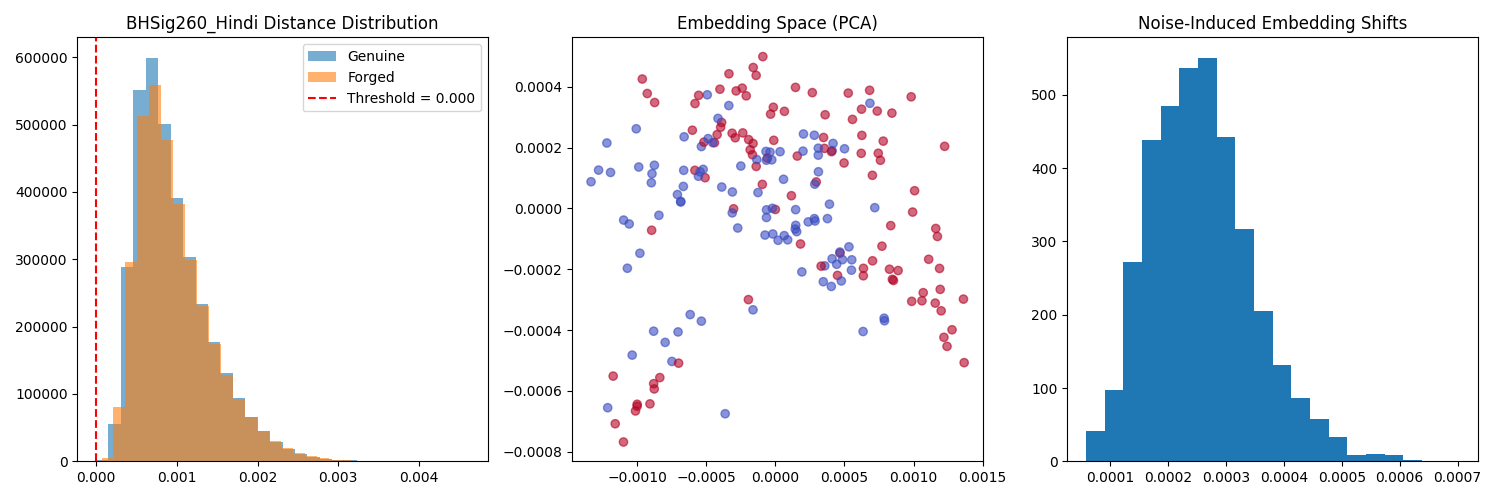 BHSig260_Hindi Distance Distribution
Genuine
Forged
Threshold = 0.000
600000
500000
400000
300000
200000
100000
0
0.000 0.001 0.002 0.003 0.004
Embedding Space (PCA)
0.0004
0.0002
0.0000
−0.0002
−0.0004
−0.0006
−0.0008
−0.0010 −0.0005 0.0000 0.0005 0.0010 0.0015
Noise-Induced Embedding Shifts
500
400
300
200
100
0
0.0001 0.0002 0.0003 0.0004 0.0005 0.0006 0.0007